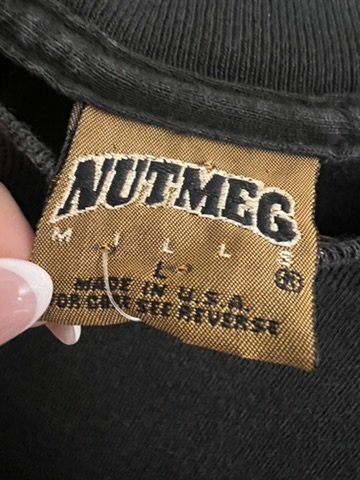 NUTMEG
MILLS
L
®
MADE IN U.S.A.
FOR CARE SEE REVERSE